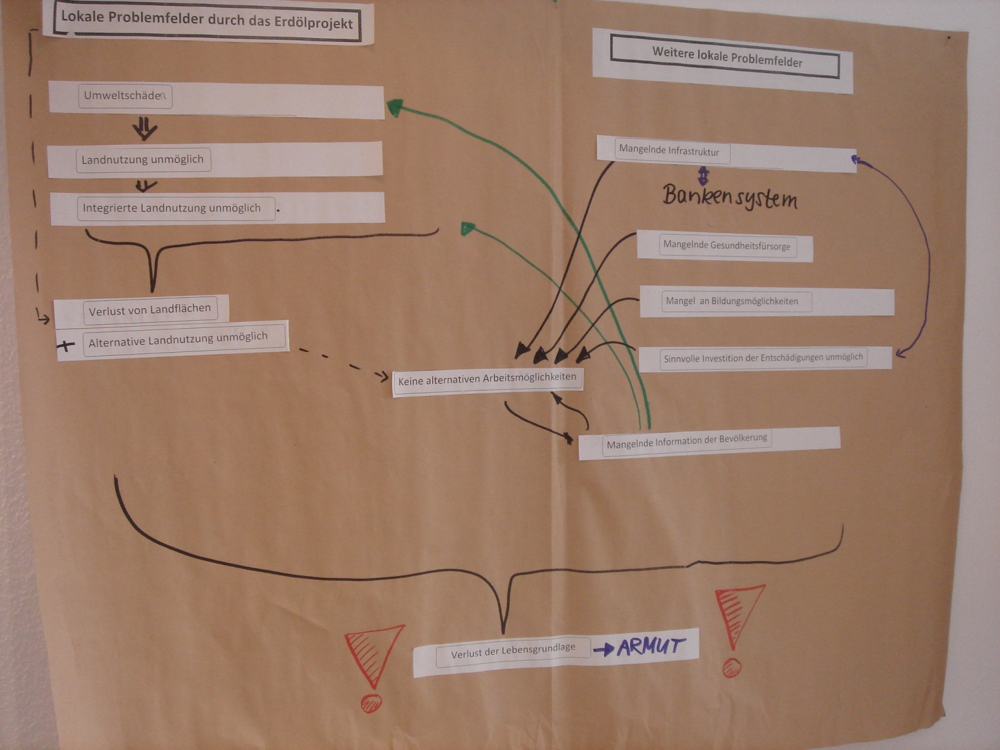 Lokale Problemfelder durch das Erdölprojekt
Umweltschäden
Landnutzung unmöglich
Integrierte Landnutzung unmöglich .
Verlust von Landflächen
+ Alternative Landnutzung unmöglich
Weitere lokale Problemfelder
Mangelnde Infrastruktur
Bankensystem
Mangelnde Gesundheitsfürsorge
Mangel an Bildungsmöglichkeiten
Sinnvolle Investition der Entschädigungen unmöglich
Keine alternativen Arbeitsmöglichkeiten
Mangelnde Information der Bevölkerung
! Verlust der Lebensgrundlage → ARMUT !